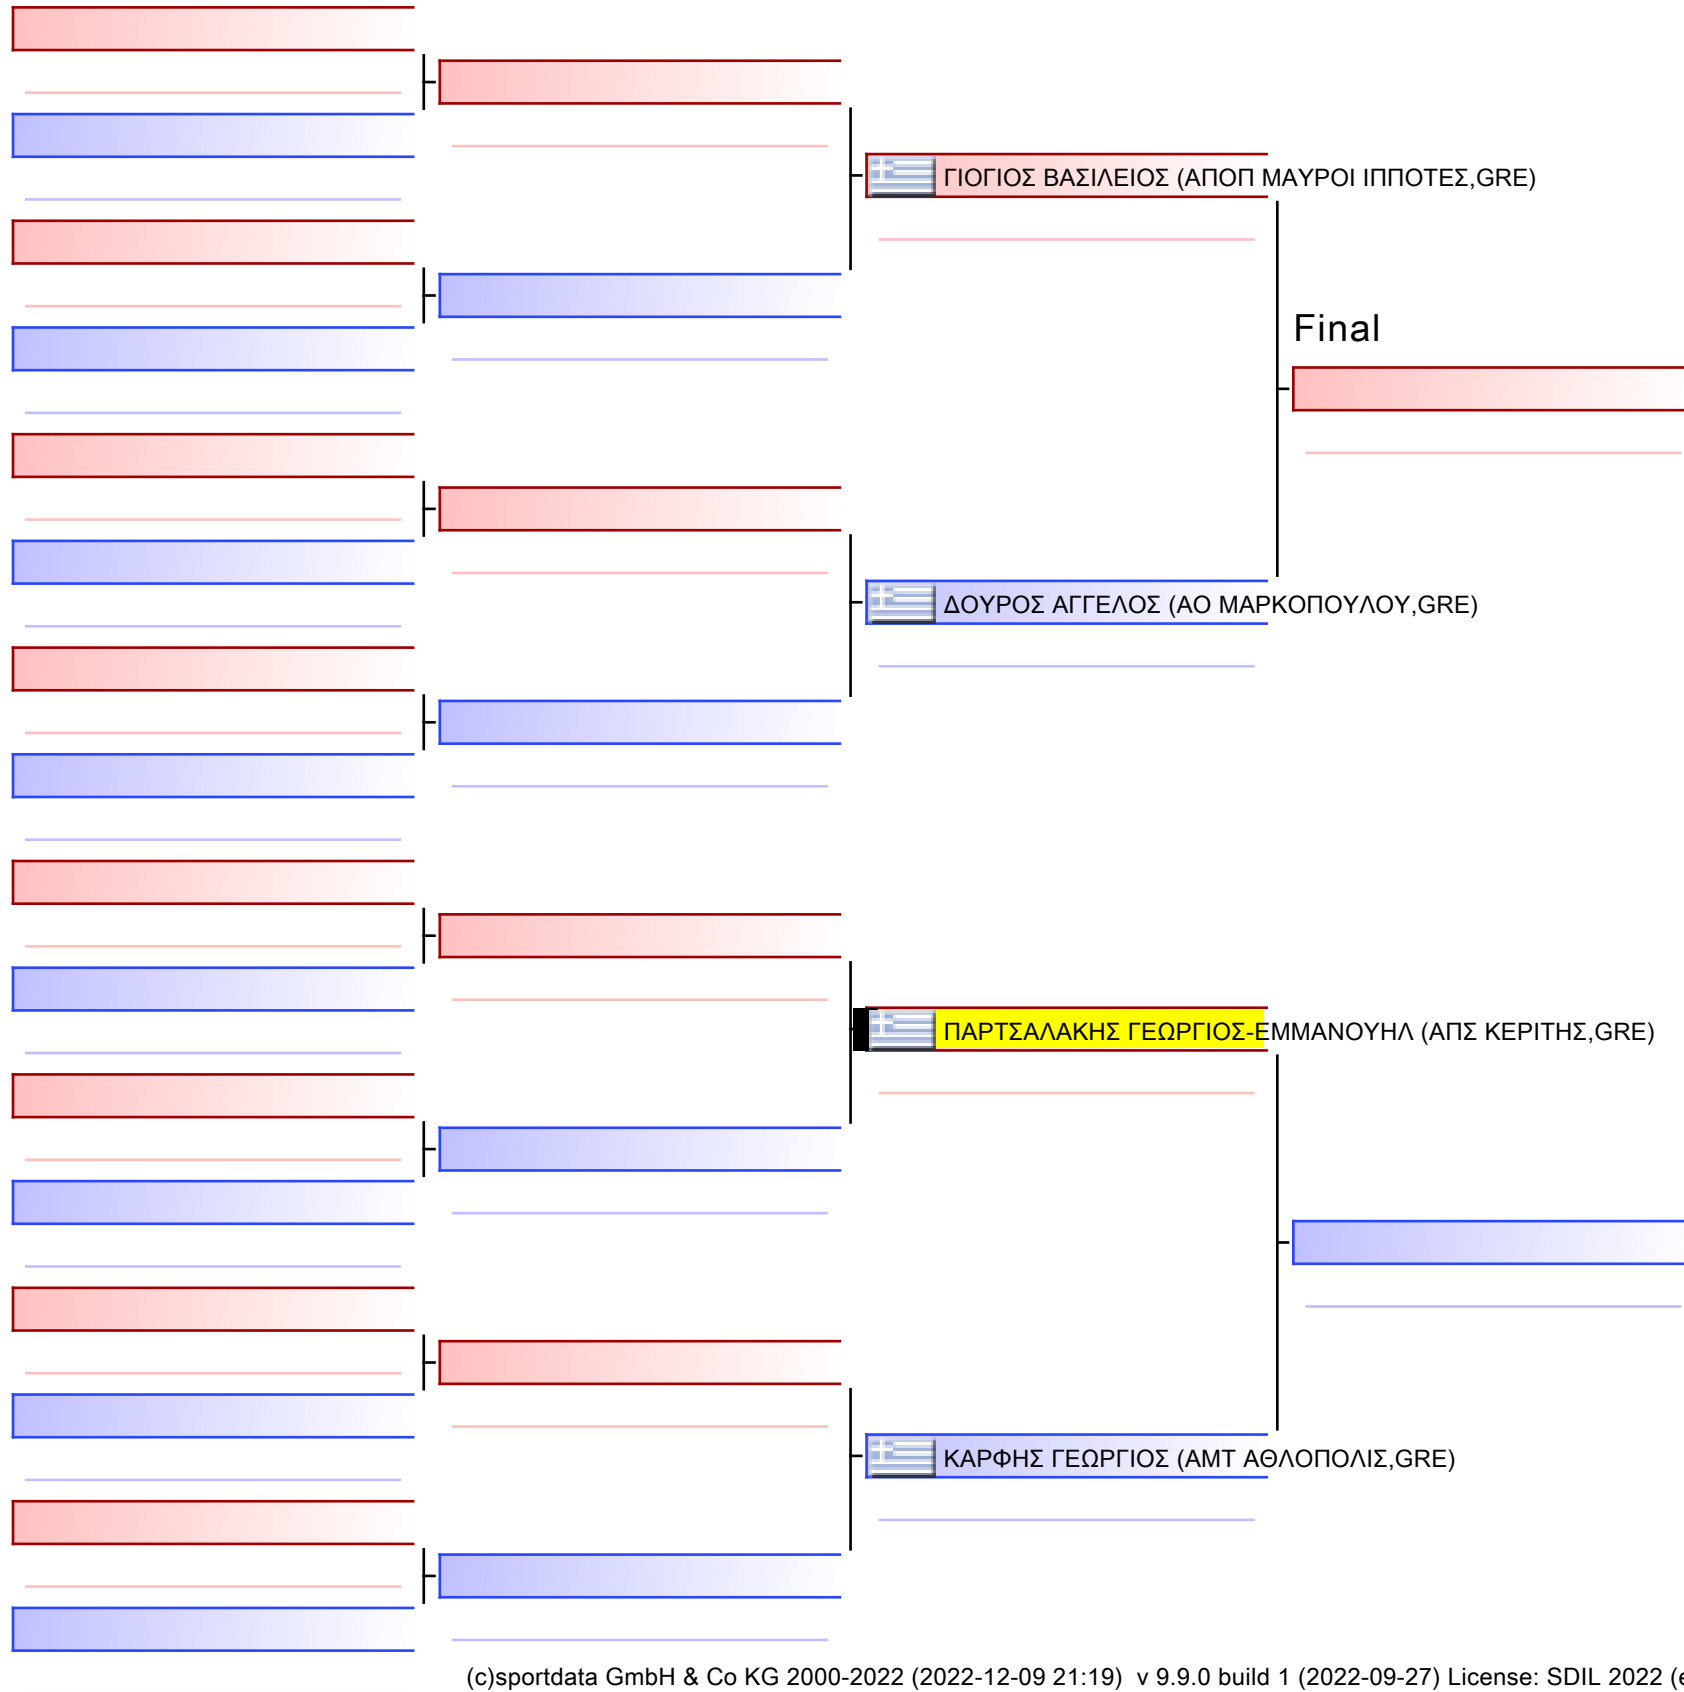 ΓΙΟΓΙΟΣ ΒΑΣΙΛΕΙΟΣ (ΑΠΟΠ ΜΑΥΡΟΙ ΙΠΠΟΤΕΣ,GRE)
Final
ΔΟΥΡΟΣ ΑΓΓΕΛΟΣ (ΑΟ ΜΑΡΚΟΠΟΥΛΟΥ,GRE)
ΠΑΡΤΣΑΛΑΚΗΣ ΓΕΩΡΓΙΟΣ-ΕΜΜΑΝΟΥΗΛ (ΑΠΣ ΚΕΡΙΤΗΣ,GRE)
ΚΑΡΦΗΣ ΓΕΩΡΓΙΟΣ (ΑΜΤ ΑΘΛΟΠΟΛΙΣ,GRE)
(c)sportdata GmbH & Co KG 2000-2022 (2022-12-09 21:19) v 9.9.0 build 1 (2022-09-27) License: SDIL 2022 (